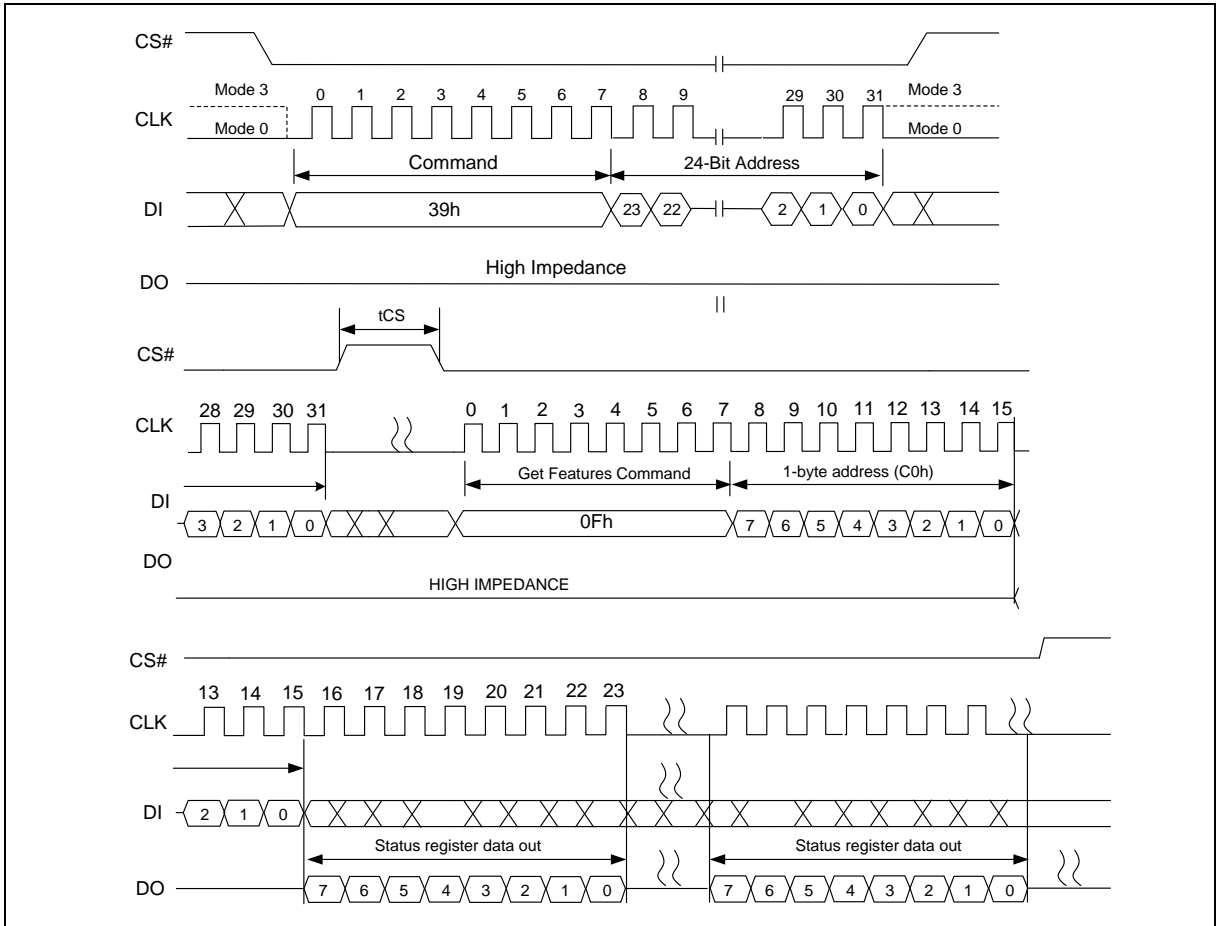 CS#
Mode 3 0 1 2 3 4 5 6 7 8 9 29 30 31 Mode 3
CLK
Mode 0 Mode 0
Command 24-Bit Address
DI 39h 23 22 2 1 0
High Impedance
DO
tCS
CS#
28 29 30 31 0 1 2 3 4 5 6 7 8 9 10 11 12 13 14 15
CLK
Get Features Command 1-byte address (C0h)
DI
3 2 1 0 0Fh 7 6 5 4 3 2 1 0
DO
HIGH IMPEDANCE
CS#
13 14 15 16 17 18 19 20 21 22 23
CLK
DI 2 1 0
Status register data out Status register data out
DO 7 6 5 4 3 2 1 0 7 6 5 4 3 2 1 0